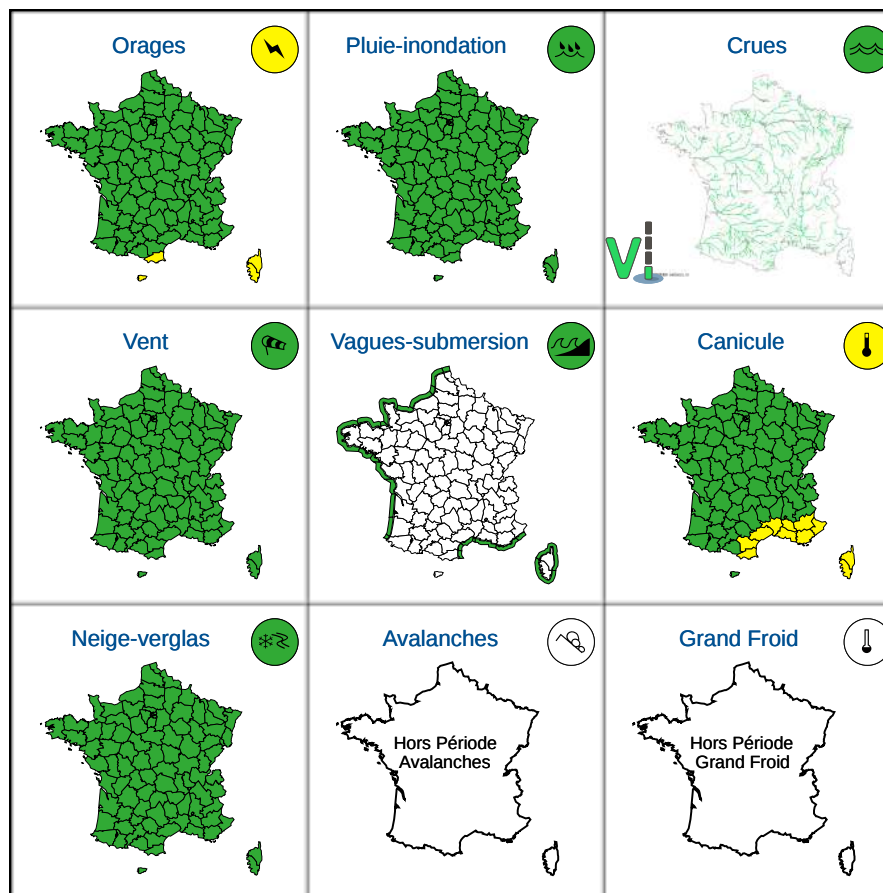 Orages
Pluie-inondation
Crues
Vent
Vagues-submersion
Canicule
Neige-verglas
Avalanches
Hors Période
Avalanches
Grand Froid
Hors Période
Grand Froid